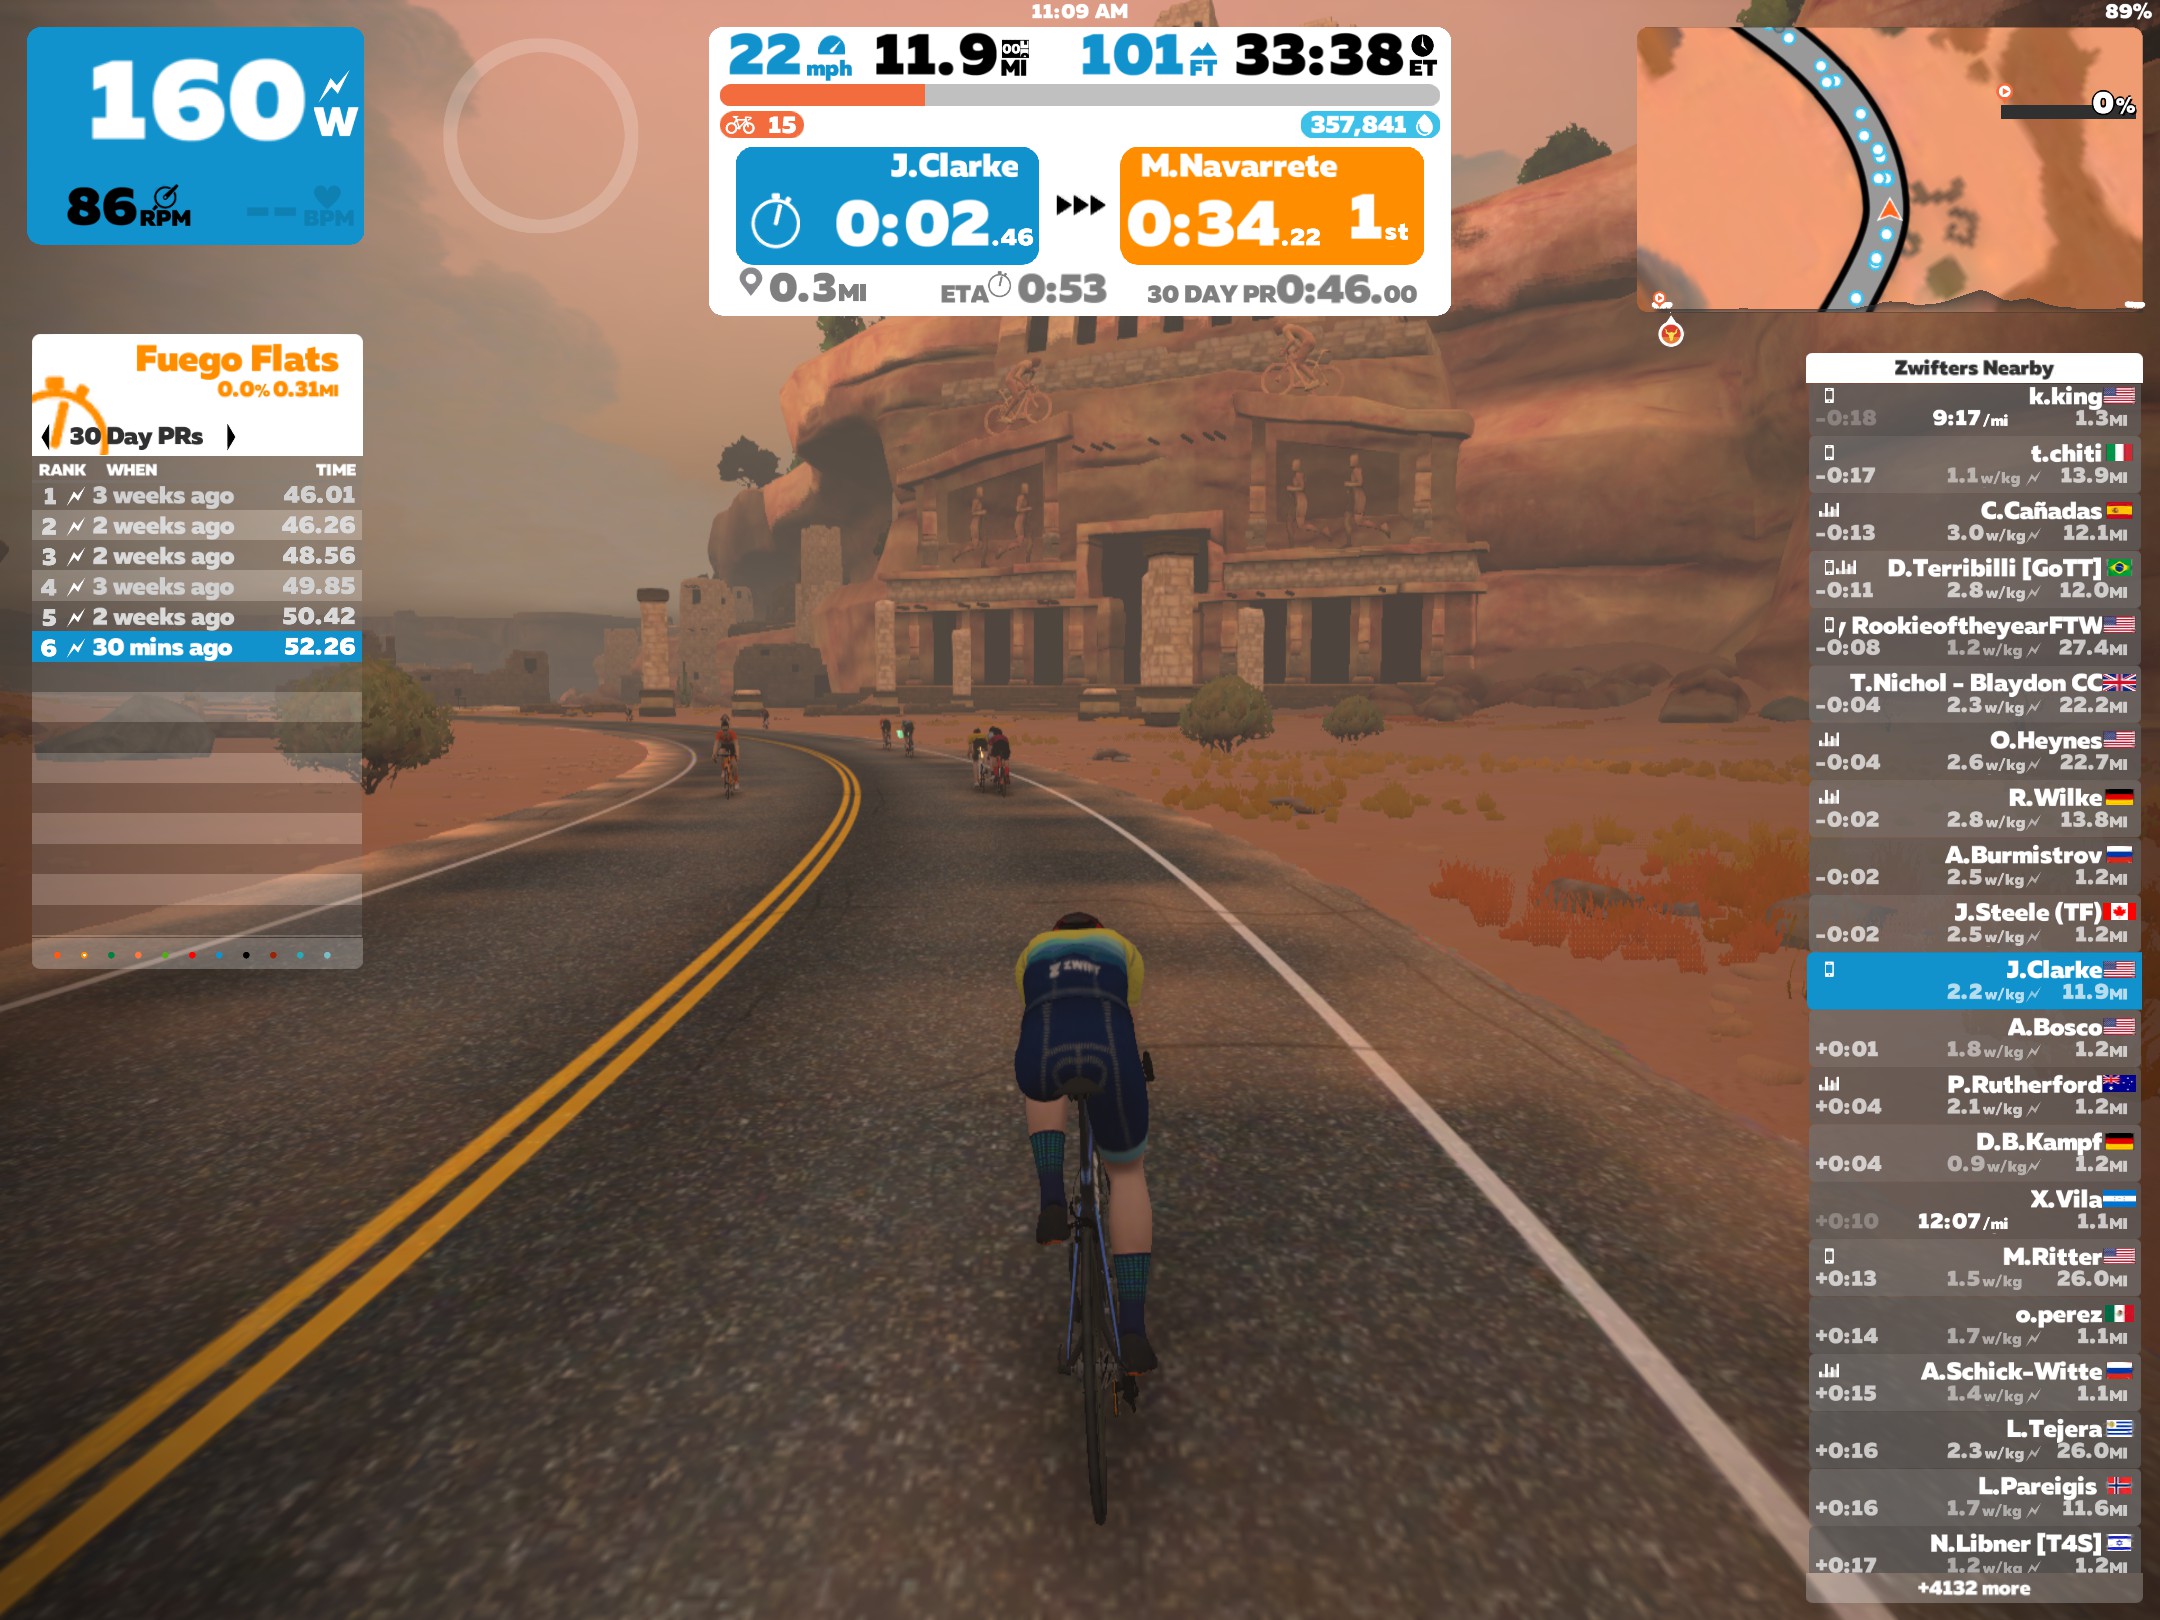 11:09 AM
89%
160 W
86 RPM
-- BPM
22 mph 11.9 MI 101 FT 33:38 ET
15
357,841
J.Clarke
0:02.46
M.Navarrete
0:34.22 1st
0.3MI ETA 0:53 30 DAY PR 0:46.00
0%
Fuego Flats
0.0% 0.31MI
30 Day PRs
RANK WHEN TIME
1 3 weeks ago 46.01
2 2 weeks ago 46.26
3 2 weeks ago 48.56
4 3 weeks ago 49.85
5 2 weeks ago 50.42
6 30 mins ago 52.26
ZWIFT
Zwifters Nearby
k.king
-0:18 9:17/mi 1.3MI
t.chiti
-0:17 1.1w/kg 13.9MI
C.Cañadas
-0:13 3.0w/kg 12.1MI
D.Terribilli [GoTT]
-0:11 2.8w/kg 12.0MI
RookieoftheyearFTW
-0:08 1.2w/kg 27.4MI
T.Nichol - Blaydon CC
-0:04 2.3w/kg 22.2MI
O.Heynes
-0:04 2.6w/kg 22.7MI
R.Wilke
-0:02 2.8w/kg 13.8MI
A.Burmistrov
-0:02 2.5w/kg 1.2MI
J.Steele (TF)
-0:02 2.5w/kg 1.2MI
J.Clarke
2.2w/kg 11.9MI
A.Bosco
+0:01 1.8w/kg 1.2MI
P.Rutherford
+0:04 2.1w/kg 1.2MI
D.B.Kampf
+0:04 0.9w/kg 1.2MI
X.Vila
+0:10 12:07/mi 1.1MI
M.Ritter
+0:13 1.5w/kg 26.0MI
o.perez
+0:14 1.7w/kg 1.1MI
A.Schick-Witte
+0:15 1.4w/kg 1.1MI
L.Tejera
+0:16 2.3w/kg 26.0MI
L.Pareigis
+0:16 1.7w/kg 11.6MI
N.Libner [T4S]
+0:17 1.2w/kg 1.2MI
+4132 more